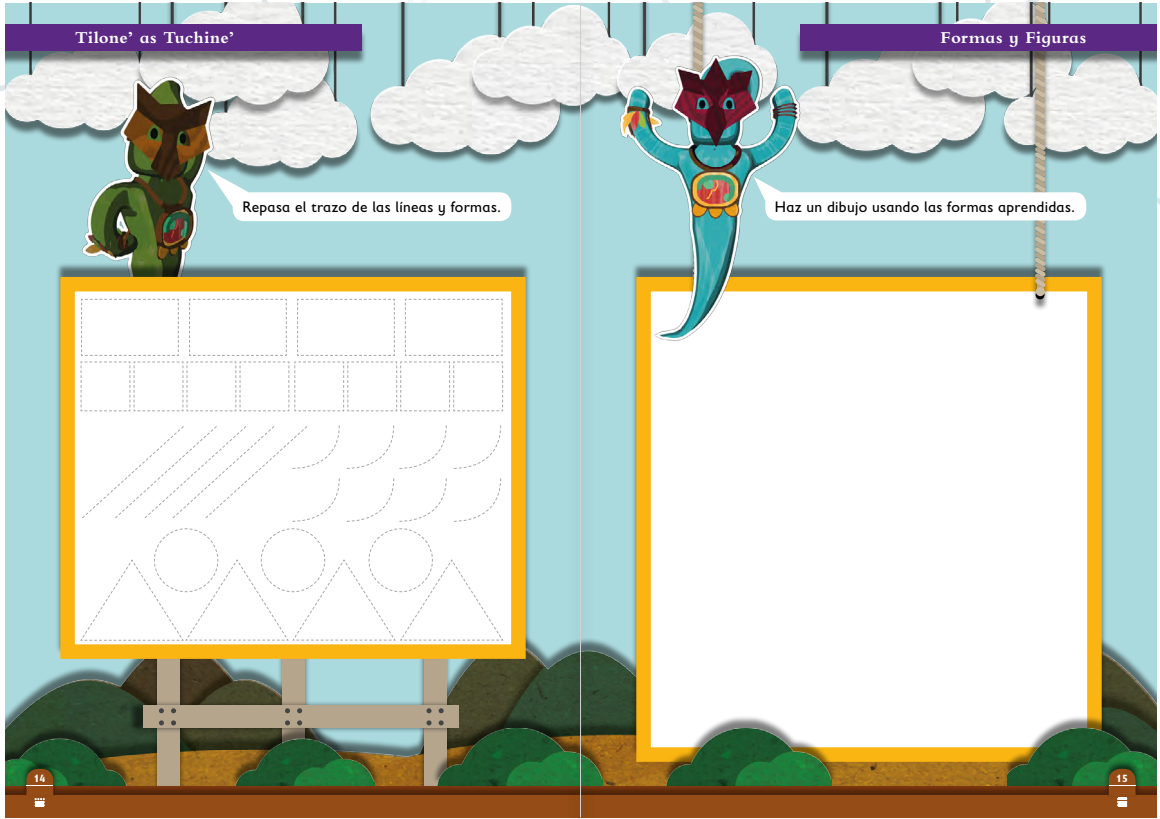 Tilone' as Tuchine'
Repasa el trazo de las líneas y formas.
14
Formas y Figuras
Haz un dibujo usando las formas aprendidas.
15